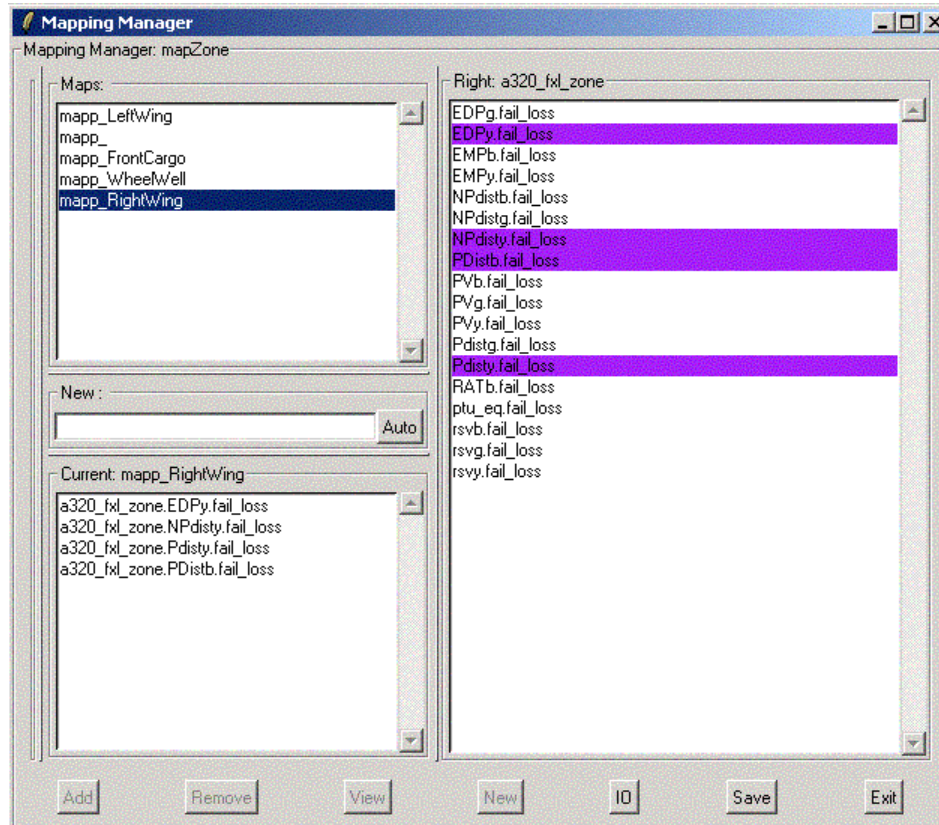 Mapping Manager
Mapping Manager: mapZone
Maps:
mapp_LeftWing
mapp_
mapp_FrontCargo
mapp_WheelWell
mapp_RightWing
New :
Auto
Current: mapp_RightWing
a320_fxl_zone.EDPy.fail_loss
a320_fxl_zone.NPdisty.fail_loss
a320_fxl_zone.Pdisty.fail_loss
a320_fxl_zone.PDistb.fail_loss
Right: a320_fxl_zone
EDPg.fail_loss
EDPy.fail_loss
EMPb.fail_loss
EMPy.fail_loss
NPdistb.fail_loss
NPdistg.fail_loss
NPdisty.fail_loss
PDistb.fail_loss
PVb.fail_loss
PVg.fail_loss
PVy.fail_loss
Pdistg.fail_loss
Pdisty.fail_loss
RATb.fail_loss
ptu_eq.fail_loss
rsvb.fail_loss
rsvg.fail_loss
rsvy.fail_loss
Add Remove View New IO Save Exit